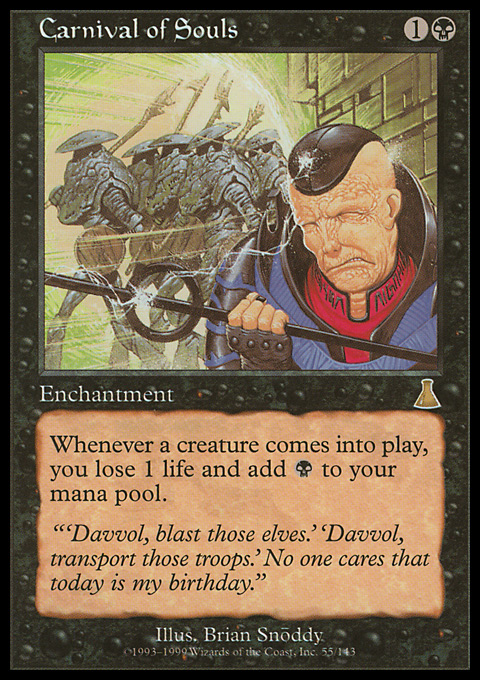 Carnival of Souls 1
Enchantment
Whenever a creature comes into play,
you lose 1 life and add to your
mana pool.
“‘Davvol, blast those elves.’ ‘Davvol,
transport those troops.’ No one cares that
today is my birthday.”
Illus. Brian Snōddy
©1993–1999 Wizards of the Coast, Inc. 55/143